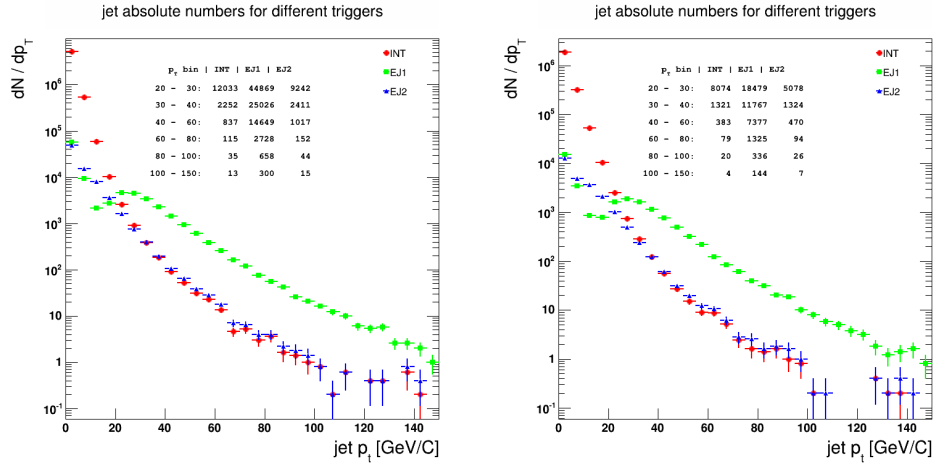 jet absolute numbers for different triggers
dN / dp_T
INT
EJ1
EJ2
p_T bin | INT | EJ1 | EJ2
20 - 30: 12033 44869 9242
30 - 40: 2252 25026 2411
40 - 60: 837 14649 1017
60 - 80: 115 2728 152
80 - 100: 35 658 44
100 - 150: 13 300 15
10^6
10^5
10^4
10^3
10^2
10
1
10^-1
0 20 40 60 80 100 120 140
jet p_t [GeV/C]
jet absolute numbers for different triggers
dN / dp_T
INT
EJ1
EJ2
p_T bin | INT | EJ1 | EJ2
20 - 30: 8074 18479 5078
30 - 40: 1321 11767 1324
40 - 60: 383 7377 470
60 - 80: 79 1325 94
80 - 100: 20 336 26
100 - 150: 4 144 7
10^6
10^5
10^4
10^3
10^2
10
1
10^-1
0 20 40 60 80 100 120 140
jet p_t [GeV/C]